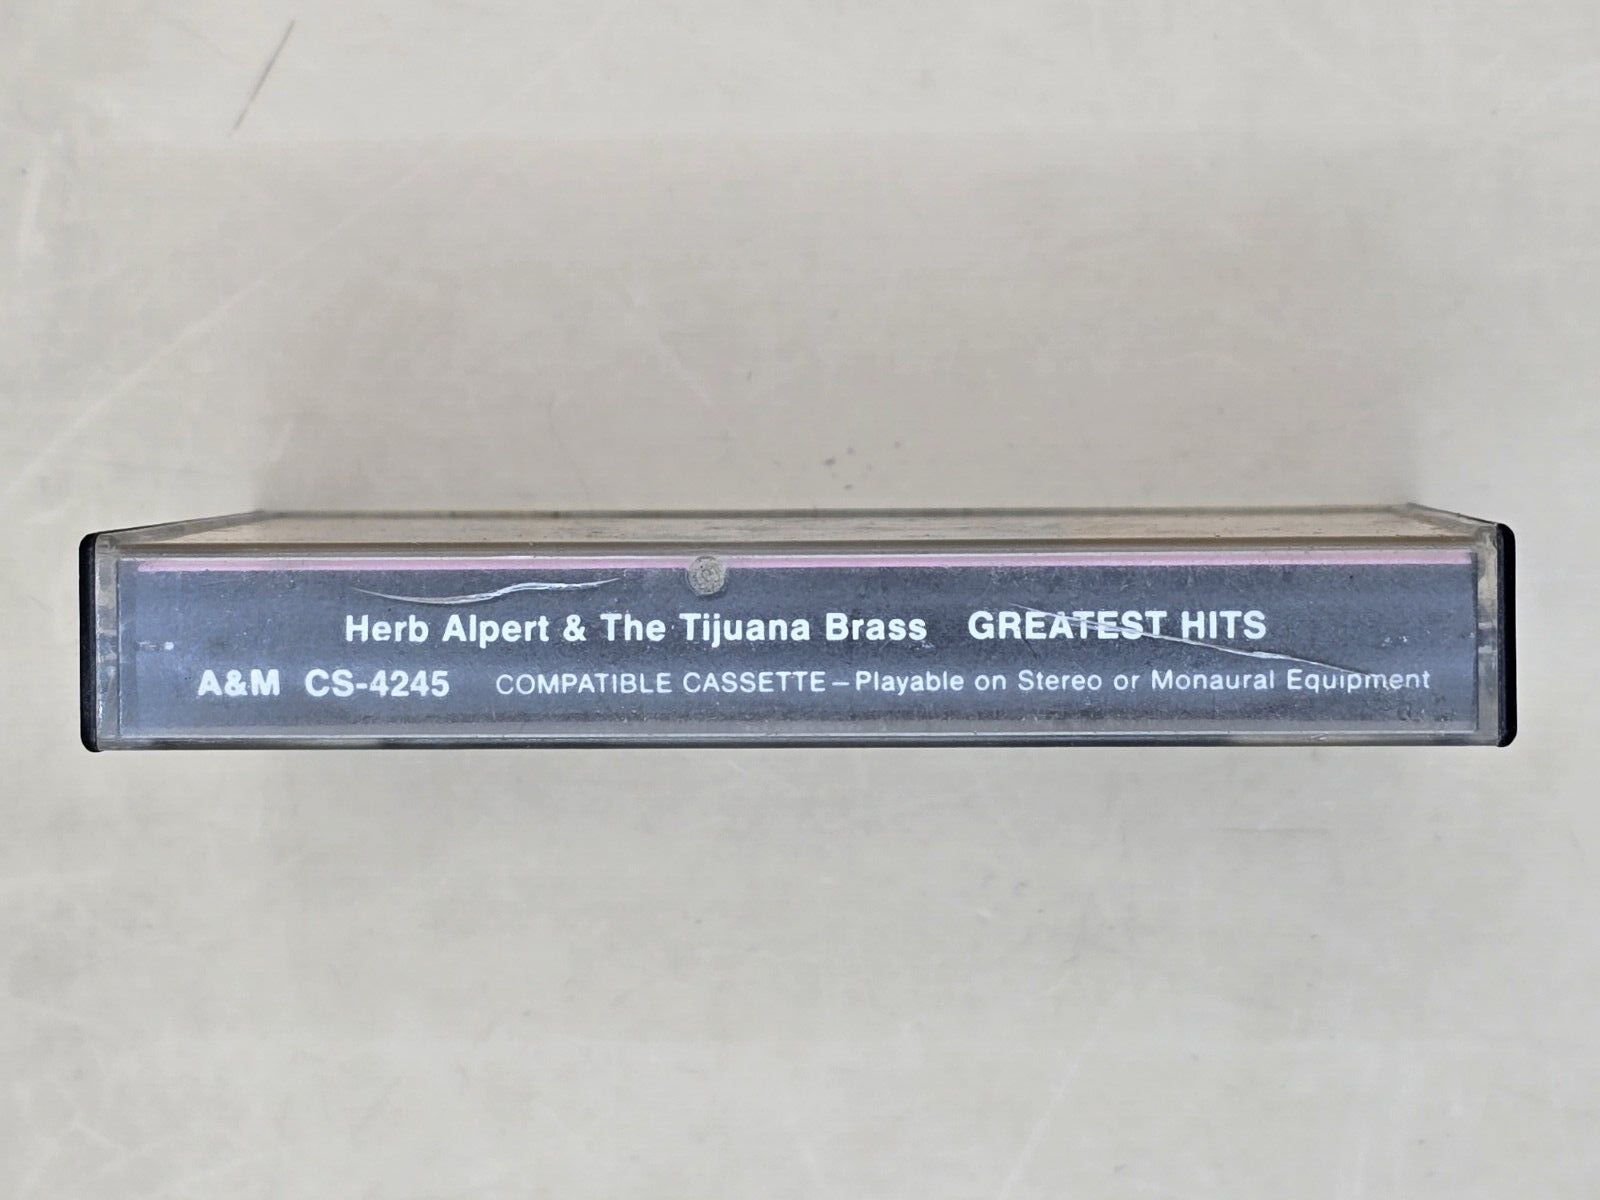 Herb Alpert & The Tijuana Brass GREATEST HITS
A&M CS-4245 COMPATIBLE CASSETTE – Playable on Stereo or Monaural Equipment